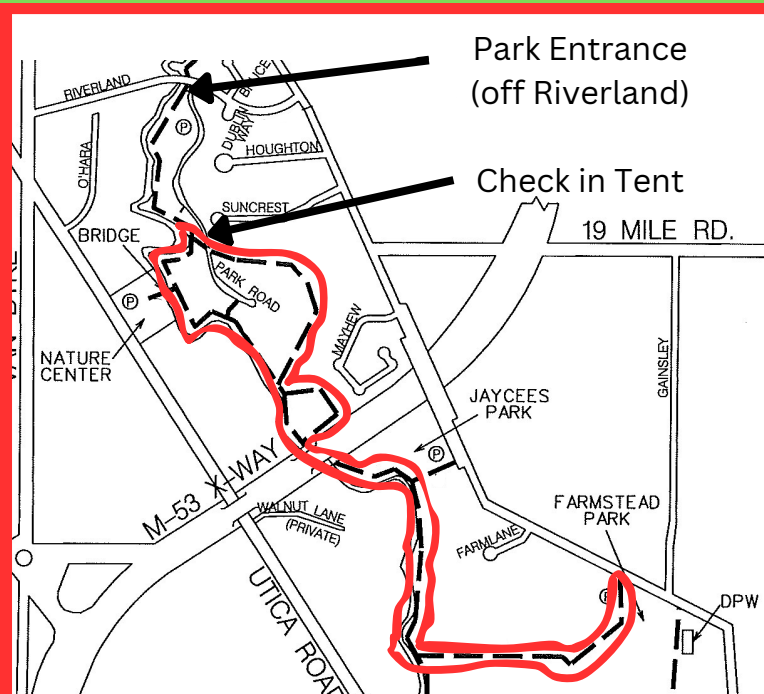 Park Entrance
(off Riverland)
RIVERLAND
BRUCE
DUBLIN
WAY
O'HARA
P
HOUGHTON
Check in Tent
SUNCREST
BRIDGE
19 MILE RD.
PARK ROAD
P
NATURE
CENTER
MAYHEW
GAINSLEY
JAYCEES
PARK
P
M-53 X-WAY
WALNUT LANE
(PRIVATE)
FARMLANE
FARMSTEAD
PARK
P
DPW
UTICA ROAD